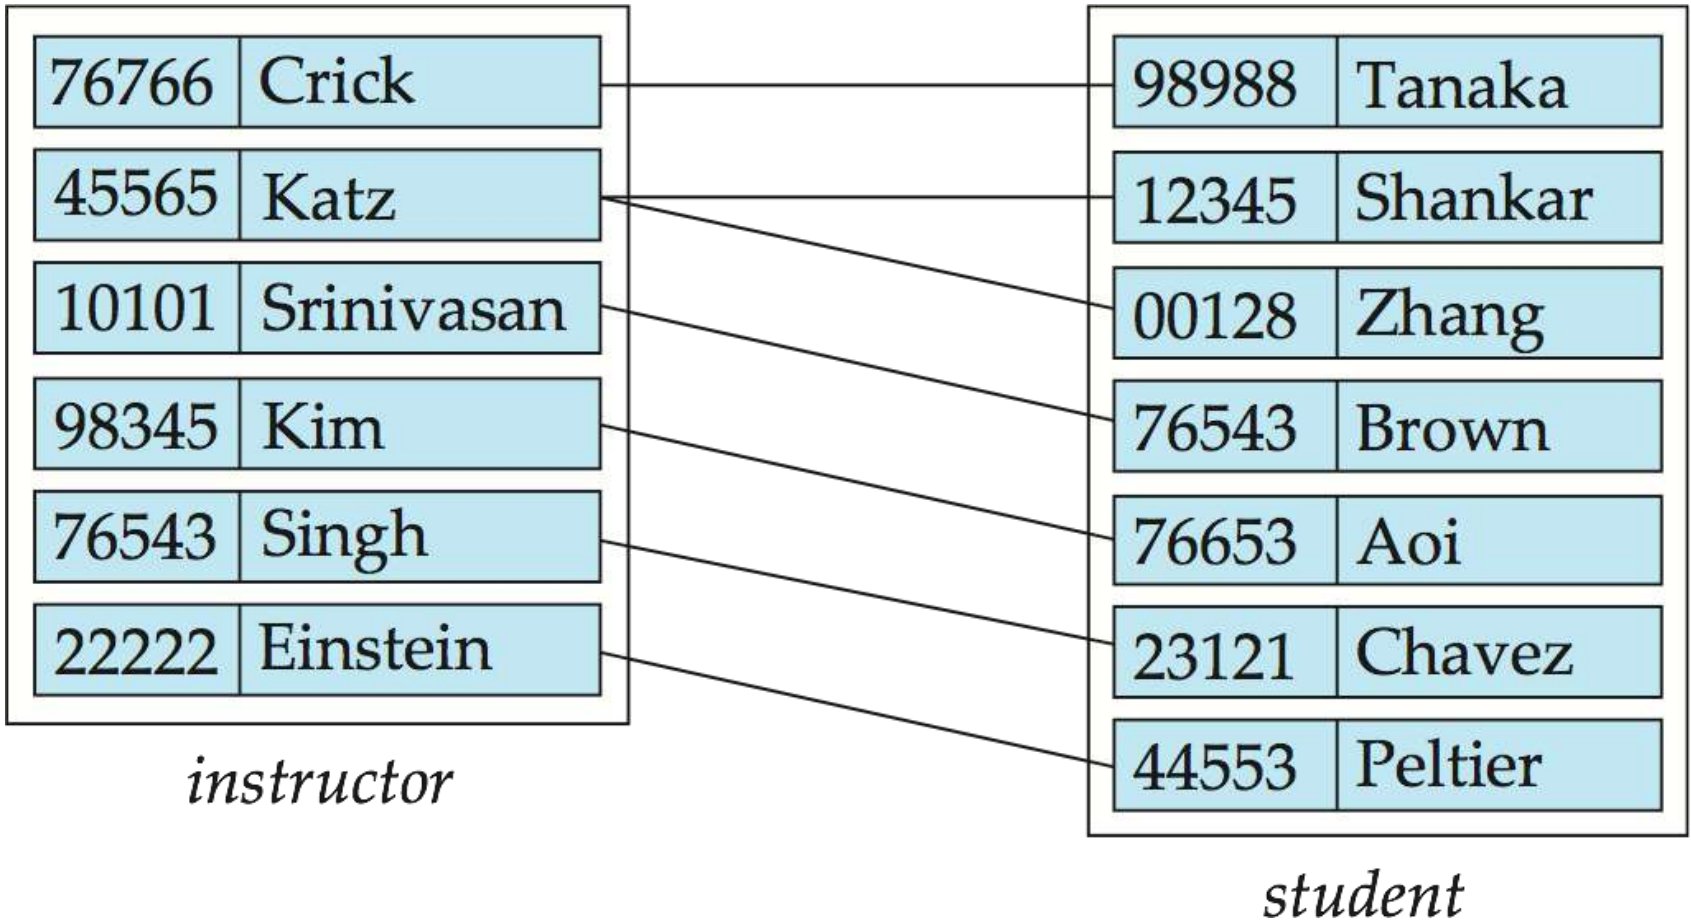 76766 Crick
45565 Katz
10101 Srinivasan
98345 Kim
76543 Singh
22222 Einstein
instructor
98988 Tanaka
12345 Shankar
00128 Zhang
76543 Brown
76653 Aoi
23121 Chavez
44553 Peltier
student